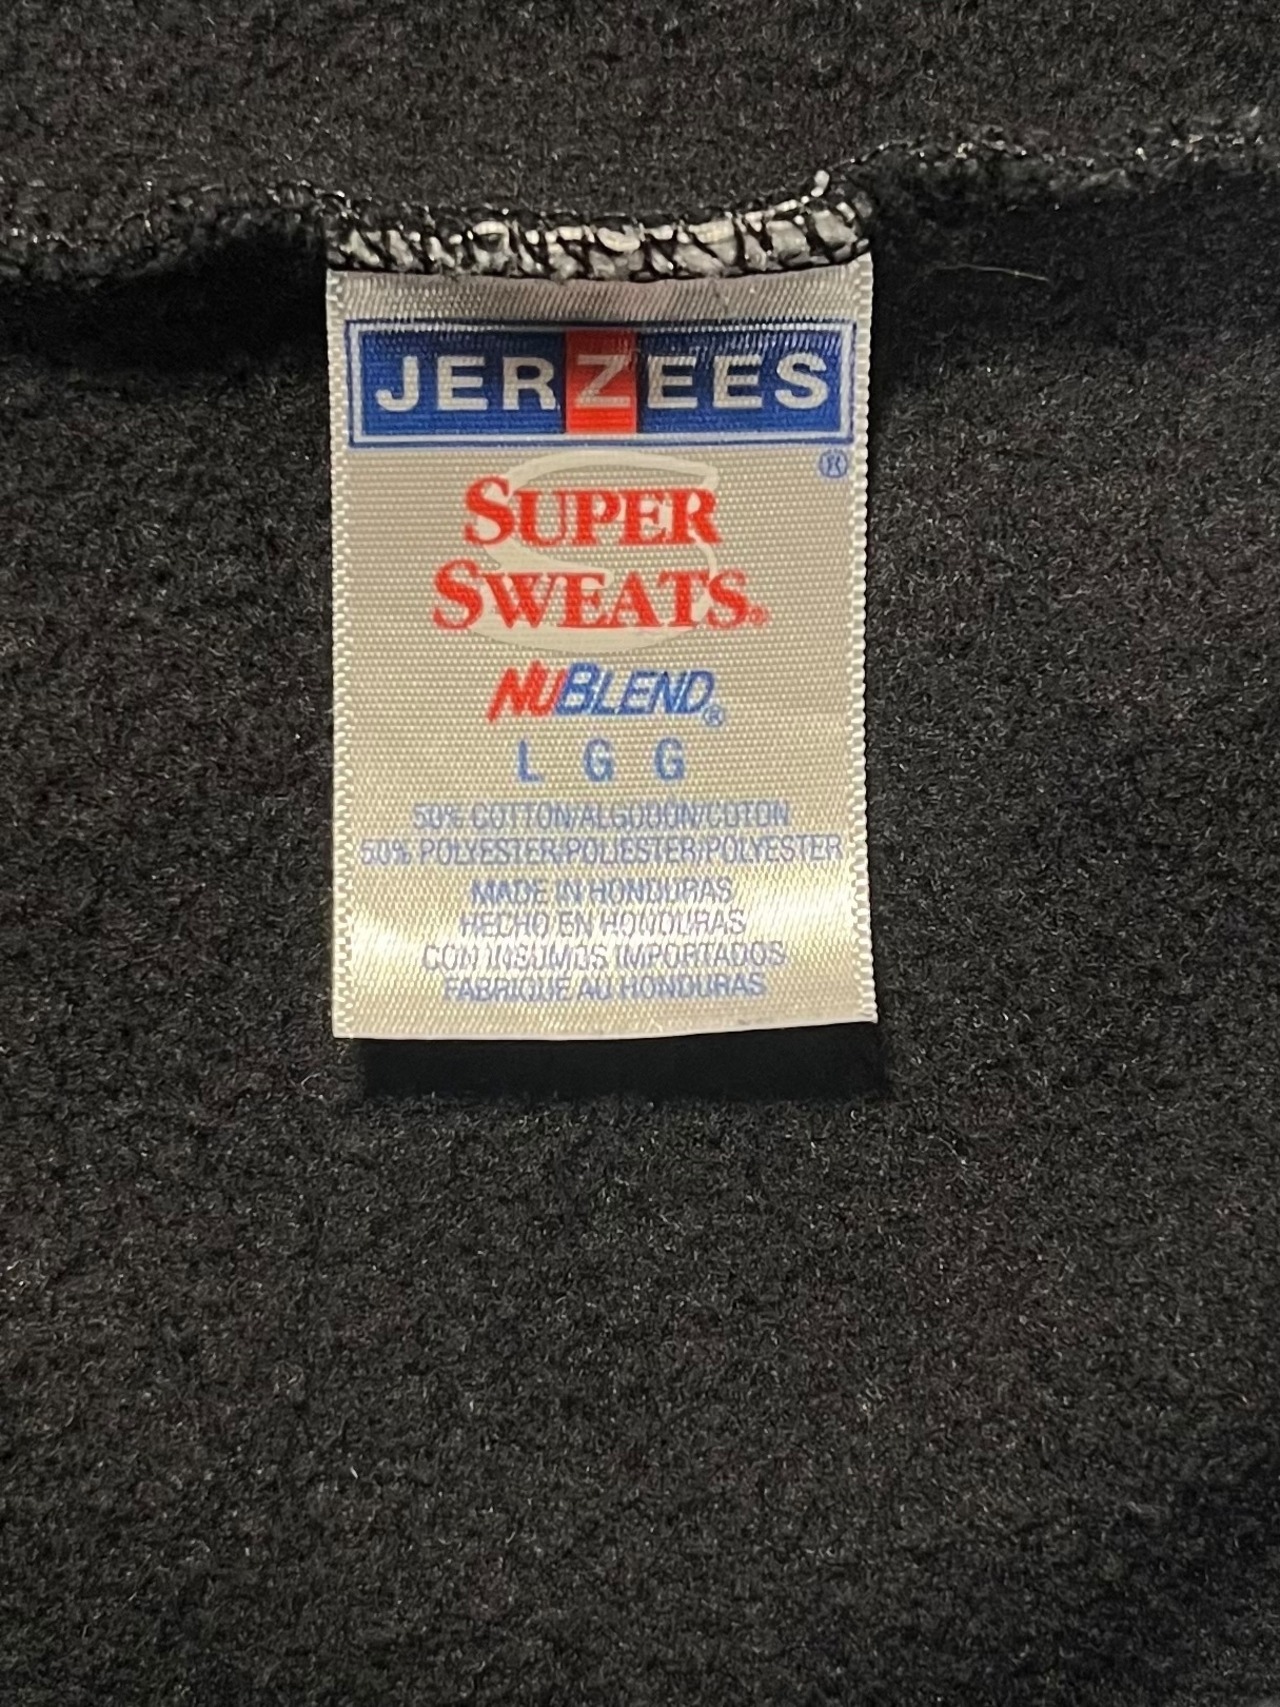 JERZEES
®
SUPER
SWEATS®
NUBLEND®
L G G
50% COTTON/ALGODÓN/COTON
50% POLYESTER/POLIESTER/POLYESTER
MADE IN HONDURAS
HECHO EN HONDURAS
CON INSUMOS IMPORTADOS
FABRIQUE AU HONDURAS